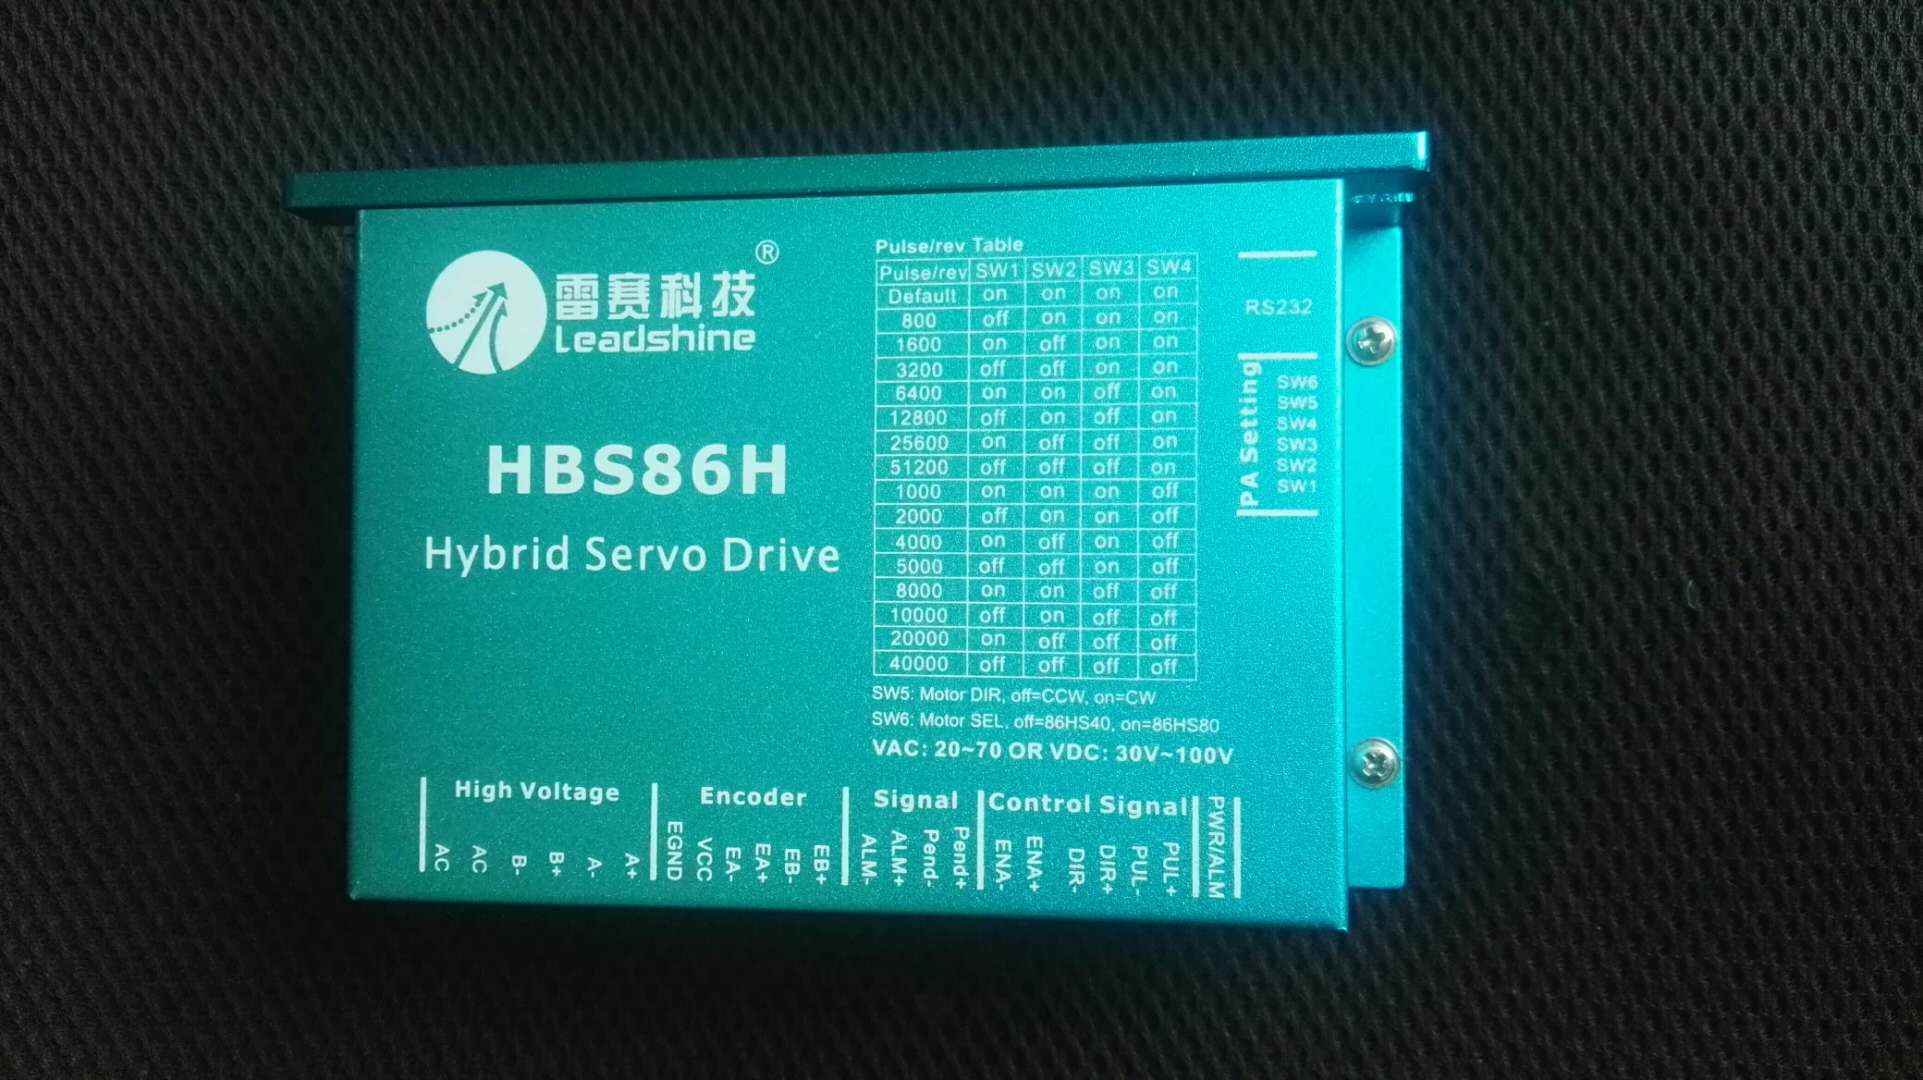 雷赛科技®
Leadshine
HBS86H
Hybrid Servo Drive
Pulse/rev Table
Pulse/rev SW1 SW2 SW3 SW4
Default on on on on
800 off on on on
1600 on off on on
3200 off off on on
6400 on on off on
12800 off on off on
25600 on off off on
51200 off off off on
1000 on on on off
2000 off on on off
4000 on off on off
5000 off off on off
8000 on on off off
10000 off on off off
20000 on off off off
40000 off off off off
SW5: Motor DIR, off=CCW, on=CW
SW6: Motor SEL, off=86HS40, on=86HS80
VAC: 20~70 OR VDC: 30V~100V
RS232
PA Setting
SW6
SW5
SW4
SW3
SW2
SW1
High Voltage
AC
AC
B-
B+
A-
A+
Encoder
EGND
VCC
EA-
EA+
EB-
EB+
Signal
ALM-
ALM+
Pend-
Pend+
Control Signal
ENA-
ENA+
DIR-
DIR+
PUL-
PUL+
PWR/ALM